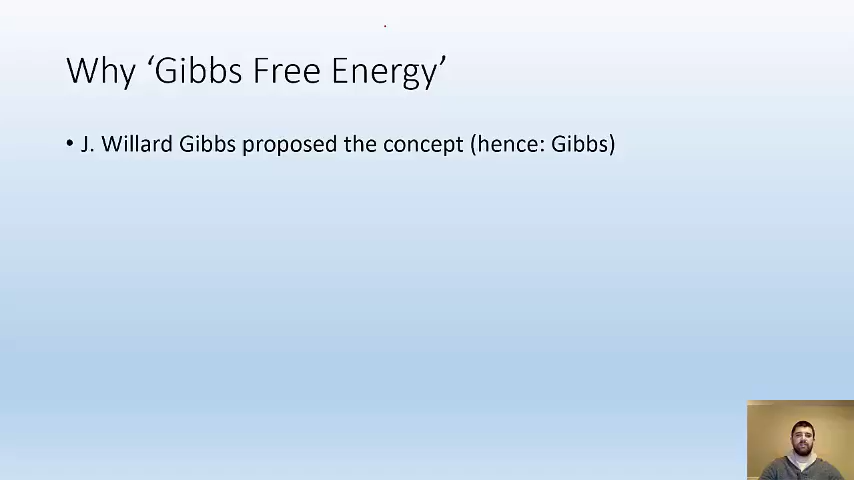 Why ‘Gibbs Free Energy’
• J. Willard Gibbs proposed the concept (hence: Gibbs)